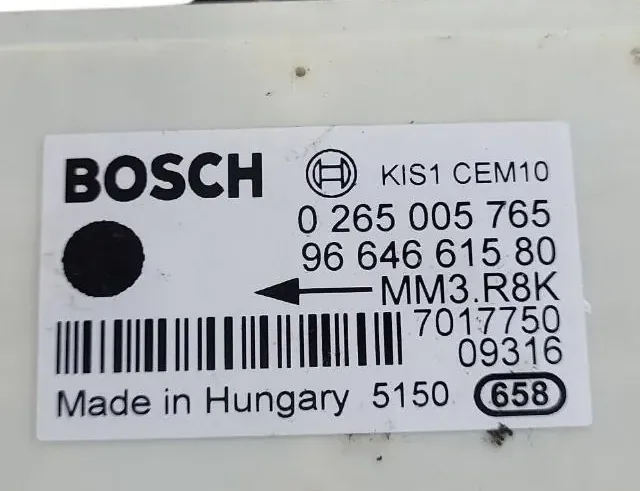 BOSCH KIS1 CEM10
0 265 005 765
96 646 615 80
MM3.R8K
7017750
09316
Made in Hungary 5150 658